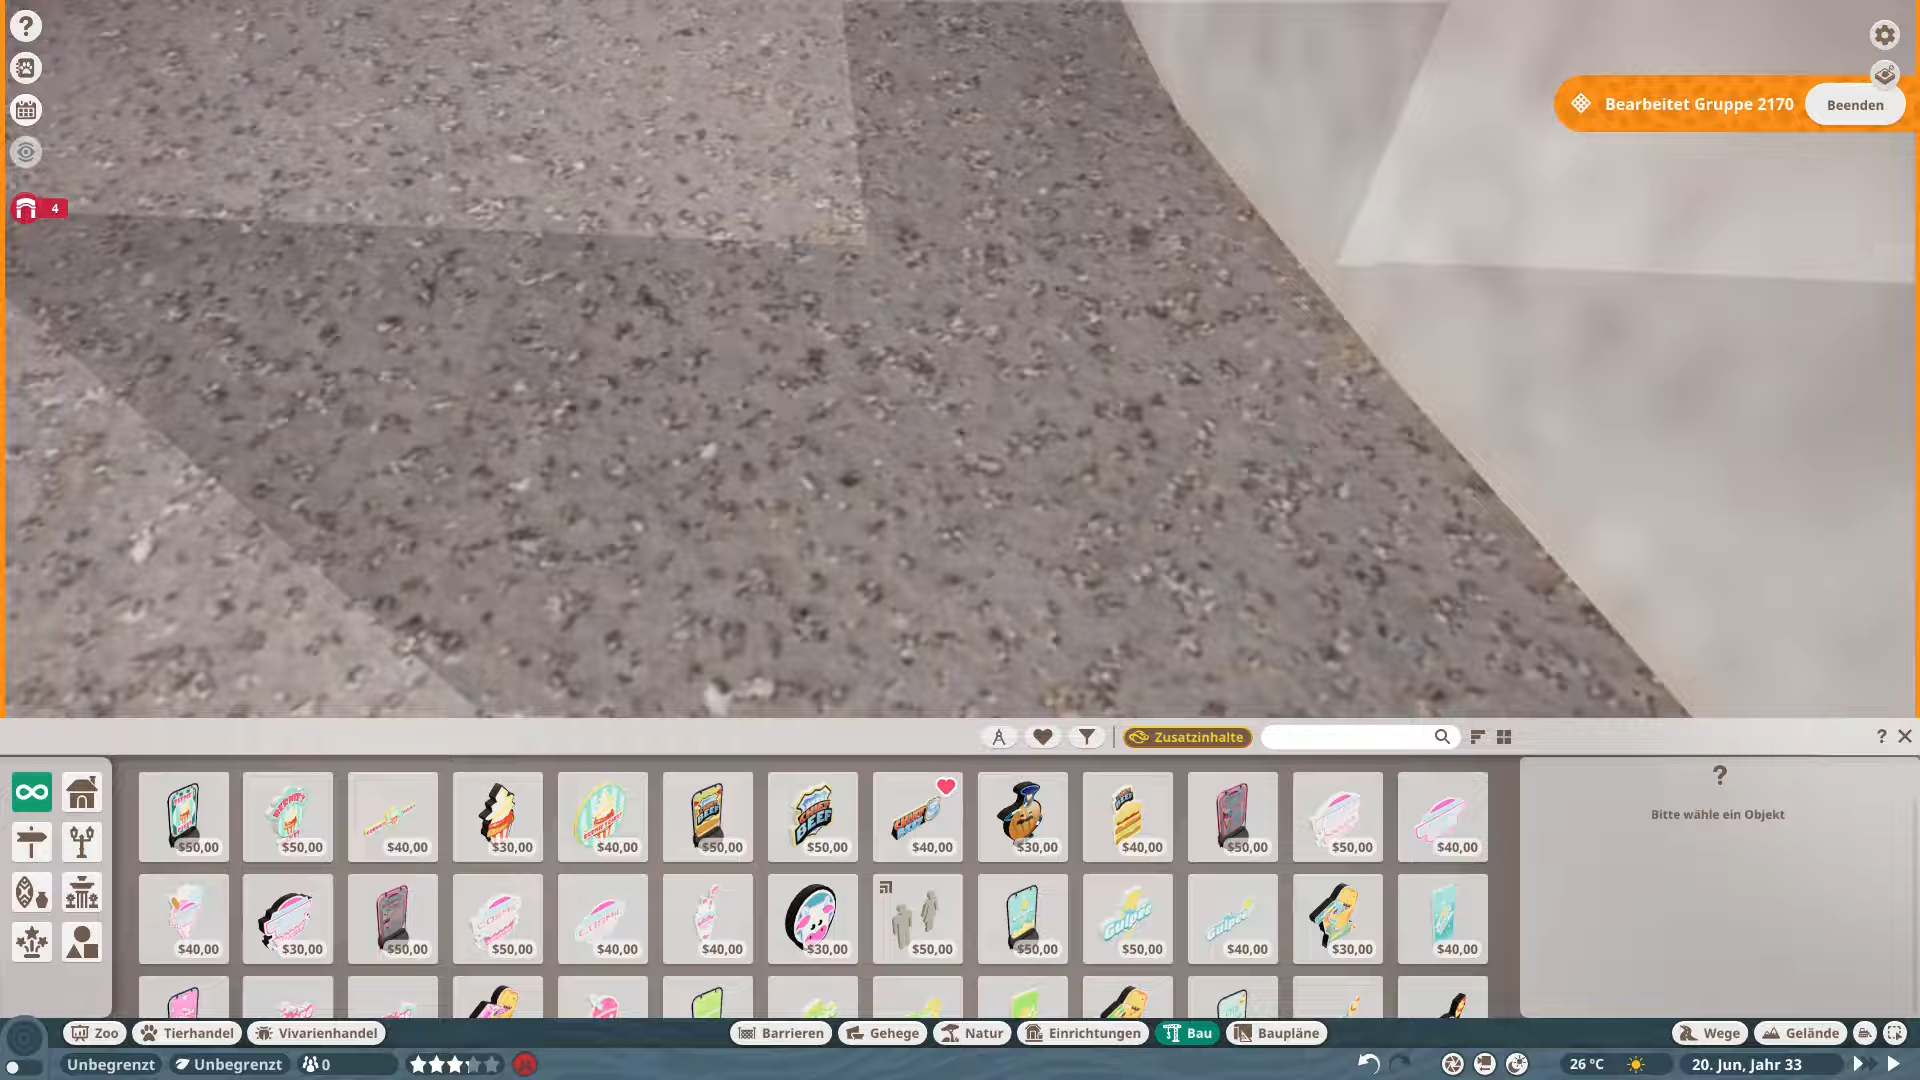 ?
Bearbeitet Gruppe 2170
Beenden
4
Zusatzinhalte
?
?
Bitte wähle ein Objekt
$50,00
$50,00
$40,00
$30,00
$40,00
$50,00
$50,00
$40,00
$30,00
$40,00
$50,00
$50,00
$40,00
$40,00
$30,00
$50,00
$50,00
$40,00
$40,00
$30,00
$50,00
$50,00
$50,00
$40,00
$30,00
$40,00
BEEF
BEEF
Gulpee
Gulpee
Zoo
Tierhandel
Vivarienhandel
Barrieren
Gehege
Natur
Einrichtungen
Bau
Baupläne
Wege
Gelände
Unbegrenzt
Unbegrenzt
0
26 °C
20. Jun, Jahr 33